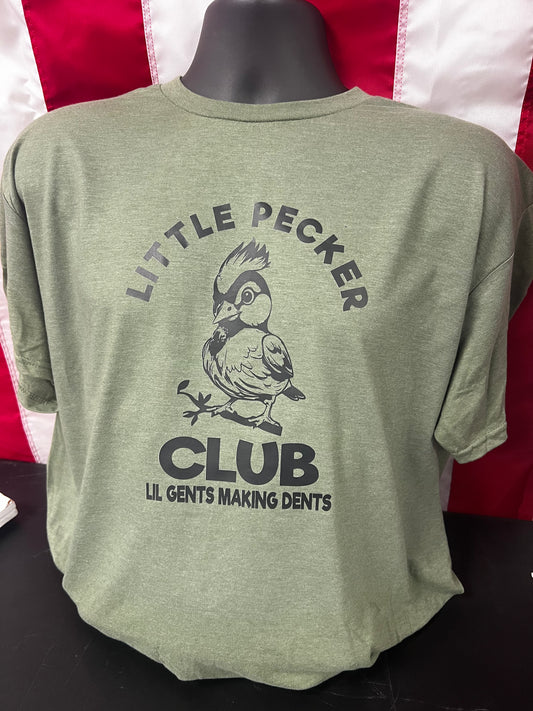 LITTLE PECKER
CLUB
LIL GENTS MAKING DENTS